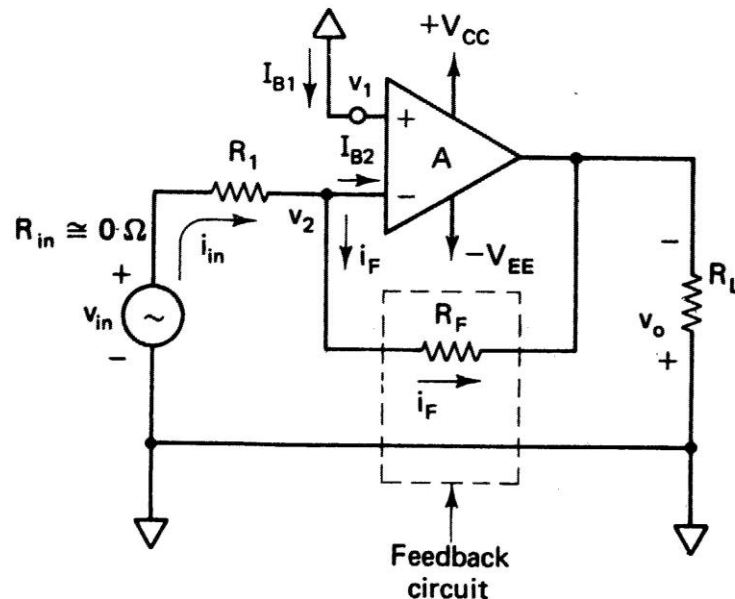 +V_CC
I_B1
v_1
+
R_1
I_B2
A
−
v_2
−V_EE
R_in ≅ 0 Ω
i_in
i_F
−
R_L
+
v_in
~
−
R_F
v_o
+
i_F
Feedback
circuit